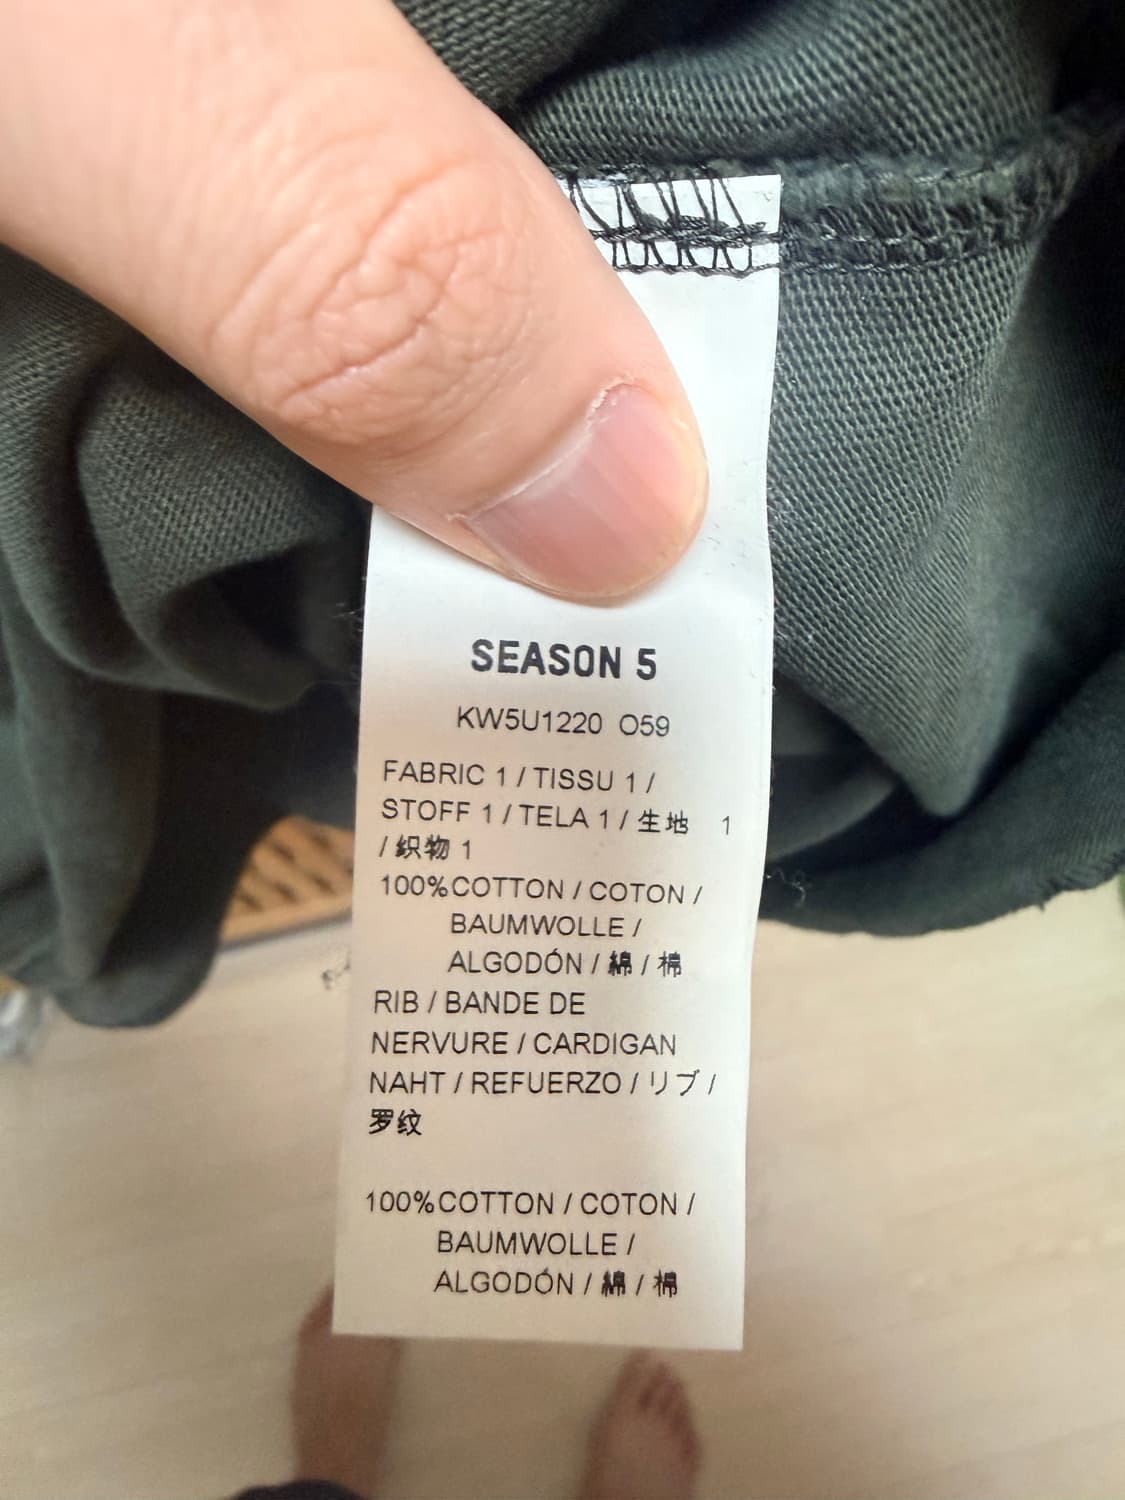 SEASON 5
KW5U1220 O59
FABRIC 1 / TISSU 1 /
STOFF 1 / TELA 1 / 生地 1
/ 织物 1
100%COTTON / COTON /
BAUMWOLLE /
ALGODÓN / 綿 / 棉
RIB / BANDE DE
NERVURE / CARDIGAN
NAHT / REFUERZO / リブ /
罗纹
100%COTTON / COTON /
BAUMWOLLE /
ALGODÓN / 綿 / 棉